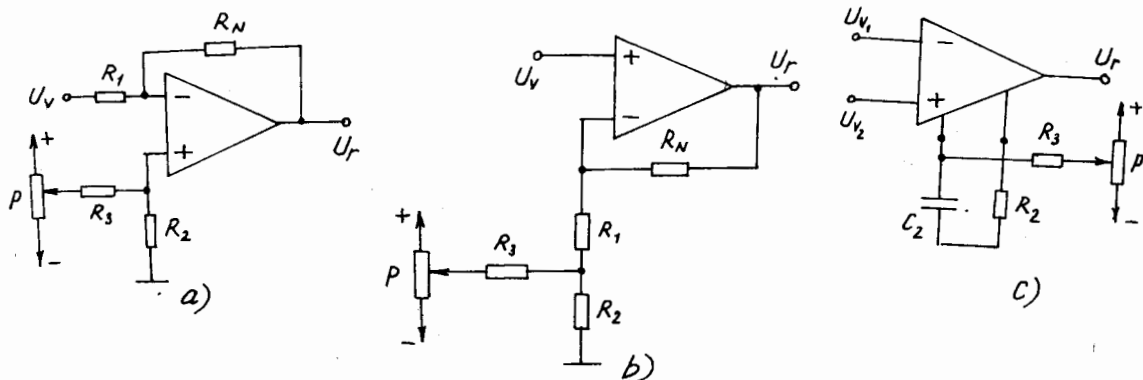 R_N
R_1
U_v
−
+
U_r
+
P
R_3
R_2
−
a)
U_v
+
−
U_r
R_N
R_1
+
P
R_3
R_2
−
b)
U_v1
−
U_v2
+
U_r
R_3
+
P
−
C_2
R_2
c)